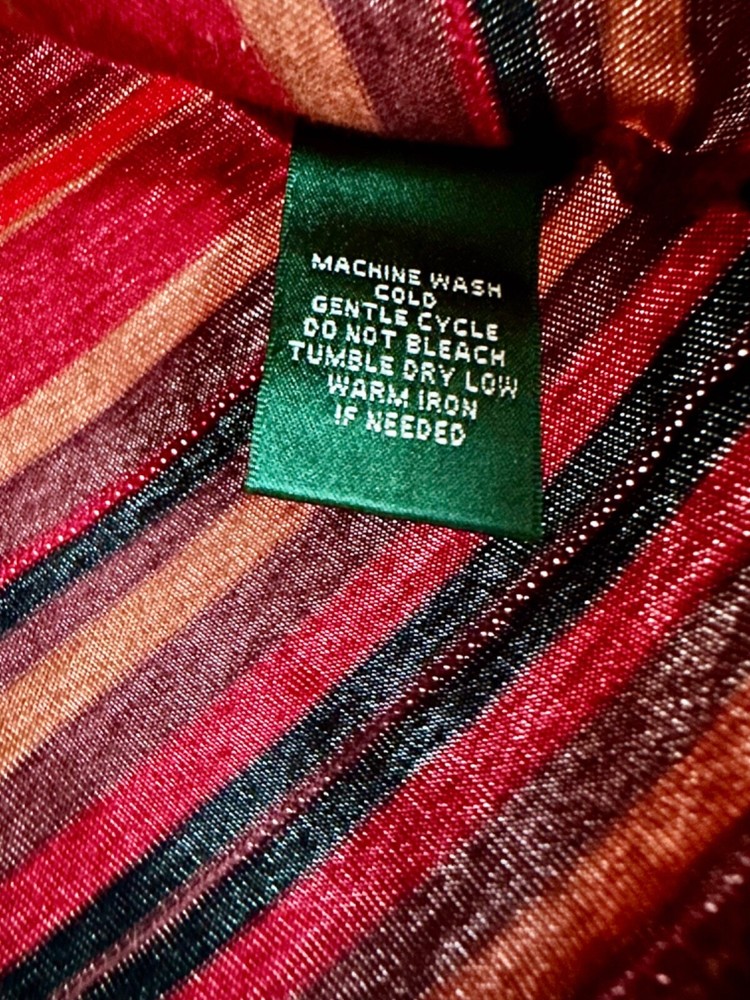 MACHINE WASH
COLD
GENTLE CYCLE
DO NOT BLEACH
TUMBLE DRY LOW
WARM IRON
IF NEEDED